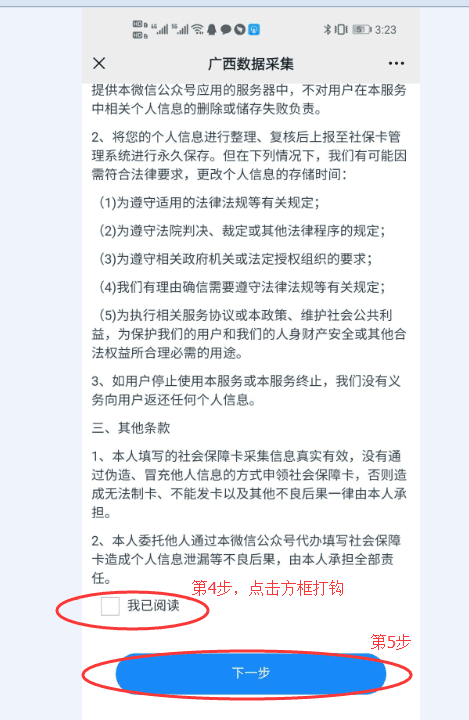 3:23
广西数据采集
提供本微信公众号应用的服务器中，不对用户在本服务
中相关个人信息的删除或储存失败负责。
2、将您的个人信息进行整理、复核后上报至社保卡管
理系统进行永久保存。但在下列情况下，我们有可能因
需符合法律要求，更改个人信息的存储时间：
（1)为遵守适用的法律法规等有关规定；
（2)为遵守法院判决、裁定或其他法律程序的规定；
（3)为遵守相关政府机关或法定授权组织的要求；
（4)我们有理由确信需要遵守法律法规等有关规定；
（5)为执行相关服务协议或本政策、维护社会公共利
益，为保护我们的用户和我们的人身财产安全或其他合
法权益所合理必需的用途。
3、如用户停止使用本服务或本服务终止，我们没有义
务向用户返还任何个人信息。
三、其他条款
1、本人填写的社会保障卡采集信息真实有效，没有通
过伪造、冒充他人信息的方式申领社会保障卡，否则造
成无法制卡、不能发卡以及其他不良后果一律由本人承
担。
2、本人委托他人通过本微信公众号代办填写社会保障
卡造成个人信息泄漏等不良后果，由本人承担全部责
任。
第4步，点击方框打钩
我已阅读
第5步
下一步